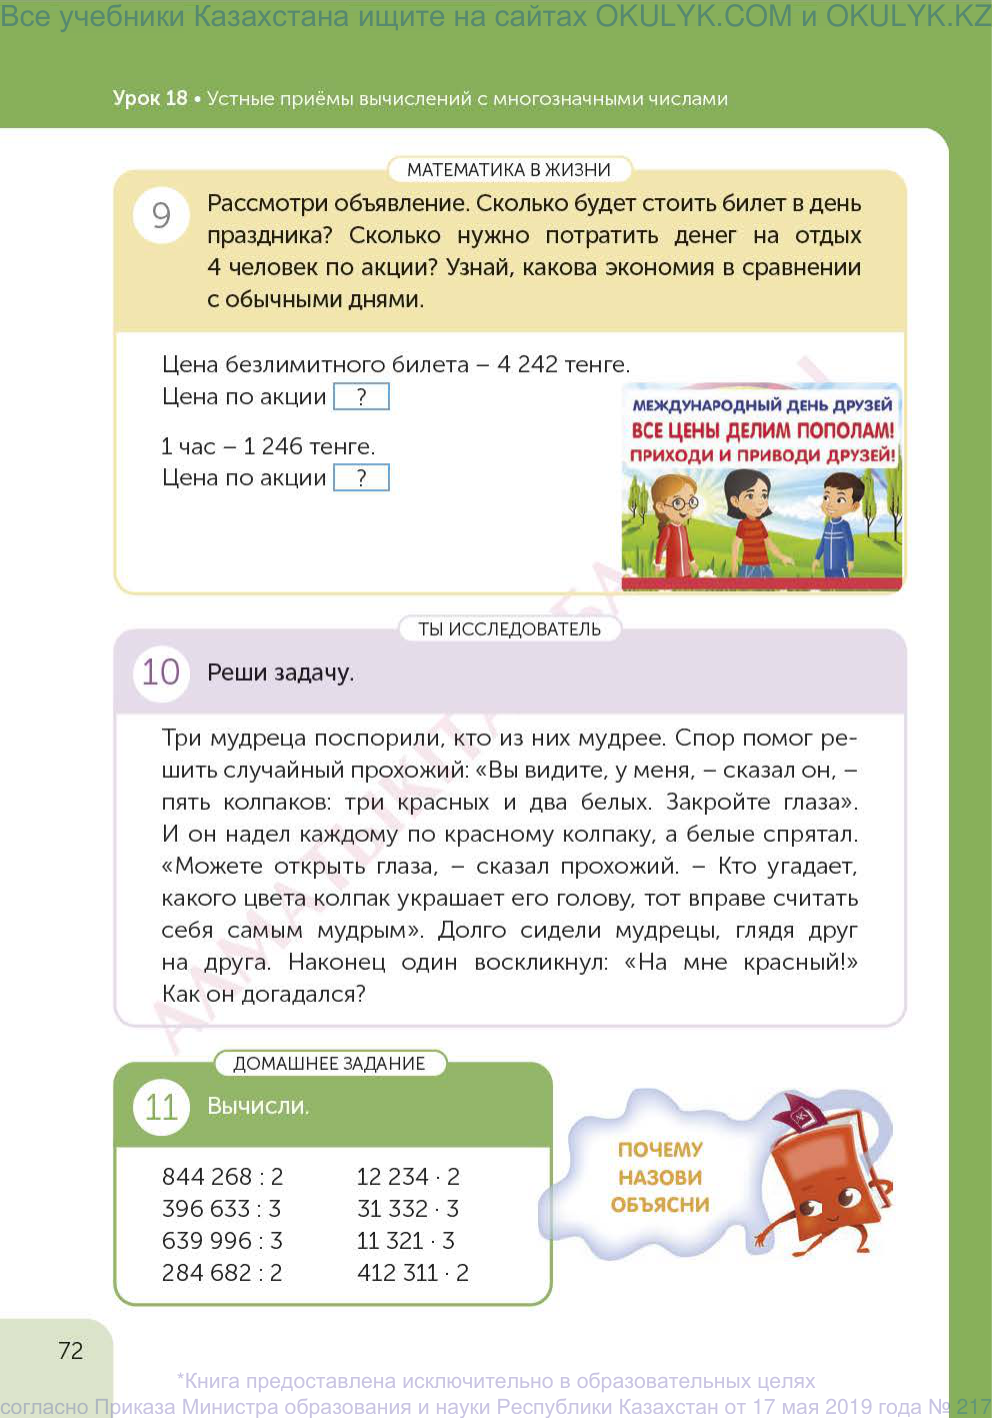 Все учебники Казахстана ищите на сайтах OKULYK.COM и OKULYK.KZ
Урок 18 • Устные приёмы вычислений с многозначными числами
МАТЕМАТИКА В ЖИЗНИ
9
Рассмотри объявление. Сколько будет стоить билет в день
праздника? Сколько нужно потратить денег на отдых
4 человек по акции? Узнай, какова экономия в сравнении
с обычными днями.
Цена безлимитного билета – 4 242 тенге.
Цена по акции ?
1 час – 1 246 тенге.
Цена по акции ?
МЕЖДУНАРОДНЫЙ ДЕНЬ ДРУЗЕЙ
ВСЕ ЦЕНЫ ДЕЛИМ ПОПОЛАМ!
ПРИХОДИ И ПРИВОДИ ДРУЗЕЙ!
ТЫ ИССЛЕДОВАТЕЛЬ
10
Реши задачу.
Три мудреца поспорили, кто из них мудрее. Спор помог ре-
шить случайный прохожий: «Вы видите, у меня, – сказал он, –
пять колпаков: три красных и два белых. Закройте глаза».
И он надел каждому по красному колпаку, а белые спрятал.
«Можете открыть глаза, – сказал прохожий. – Кто угадает,
какого цвета колпак украшает его голову, тот вправе считать
себя самым мудрым». Долго сидели мудрецы, глядя друг
на друга. Наконец один воскликнул: «На мне красный!»
Как он догадался?
ДОМАШНЕЕ ЗАДАНИЕ
11
Вычисли.
844 268 : 2
396 633 : 3
639 996 : 3
284 682 : 2
12 234 · 2
31 332 · 3
11 321 · 3
412 311 · 2
ПОЧЕМУ
НАЗОВИ
ОБЪЯСНИ
72
*Книга предоставлена исключительно в образовательных целях
согласно Приказа Министра образования и науки Республики Казахстан от 17 мая 2019 года № 217